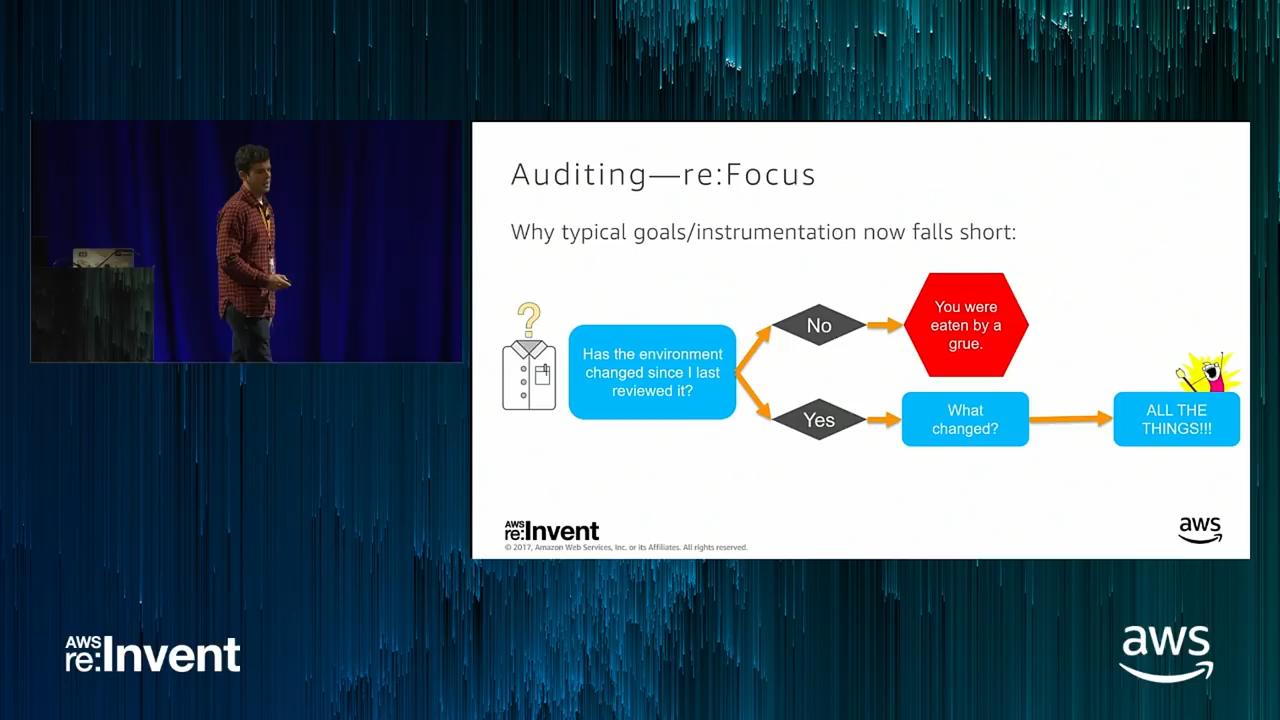 Auditing—re:Focus
Why typical goals/instrumentation now falls short:
?
Has the environment
changed since I last
reviewed it?
No
You were
eaten by a
grue.
Yes
What
changed?
ALL THE
THINGS!!!
AWS
re:Invent
© 2017, Amazon Web Services, Inc. or its Affiliates. All rights reserved.
aws
AWS
re:Invent
aws